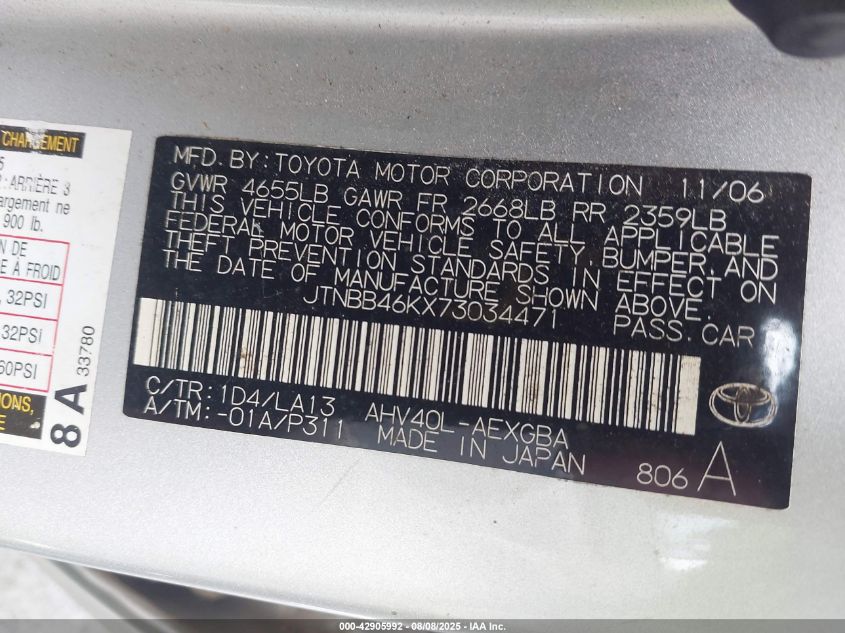 CHARGEMENT
5
: ARRIÈRE 3
argement ne
900 lb.
ON DE
E À FROID
, 32PSI
32PSI
60PSI
ONS,
E
8 A 33780
MFD. BY: TOYOTA MOTOR CORPORATION 11/06
GVWR 4655LB GAWR FR 2668LB RR 2359LB
THIS VEHICLE CONFORMS TO ALL APPLICABLE
FEDERAL MOTOR VEHICLE SAFETY, BUMPER, AND
THEFT PREVENTION STANDARDS IN EFFECT ON
THE DATE OF MANUFACTURE SHOWN ABOVE.
JTNBB46KX73034471 PASS. CAR
C/TR: 1D4/LA13 AHV40L-AEXGBA
A/TM: -01A/P311 MADE IN JAPAN
806 A
000-42905992 - 08/08/2025 - IAA Inc.